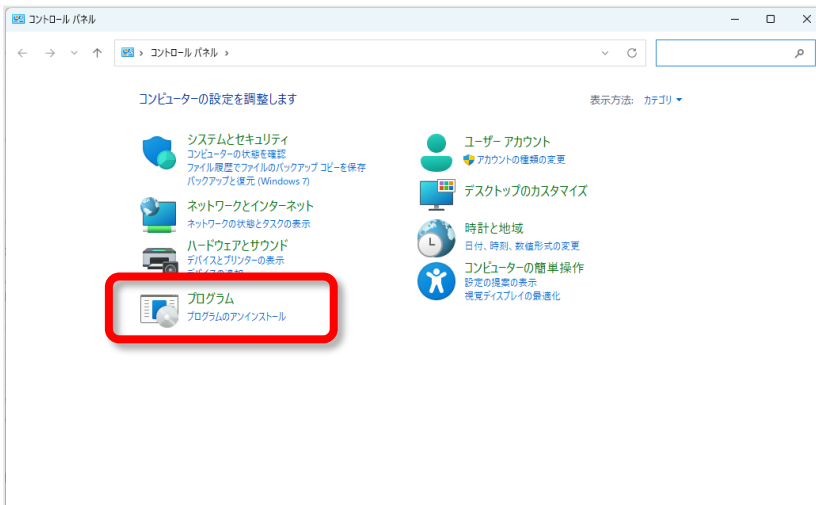 コントロール パネル
コントロール パネル
コンピューターの設定を調整します
表示方法: カテゴリ
システムとセキュリティ
コンピューターの状態を確認
ファイル履歴でファイルのバックアップ コピーを保存
バックアップと復元 (Windows 7)
ネットワークとインターネット
ネットワークの状態とタスクの表示
ハードウェアとサウンド
デバイスとプリンターの表示
デバイスの追加
プログラム
プログラムのアンインストール
ユーザー アカウント
アカウントの種類の変更
デスクトップのカスタマイズ
時計と地域
日付、時刻、数値形式の変更
コンピューターの簡単操作
設定の提案の表示
視覚ディスプレイの最適化